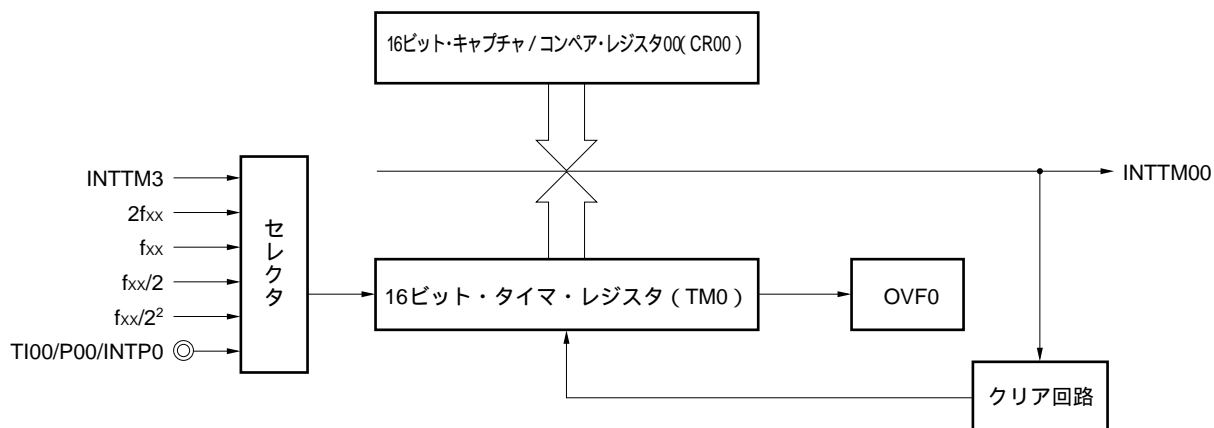 16ビット・キャプチャ/コンペア・レジスタ00(CR00)
INTTM3
2fxx
fxx
fxx/2
fxx/2²
TI00/P00/INTP0
セレクタ
INTTM00
16ビット・タイマ・レジスタ(TM0)
OVF0
クリア回路